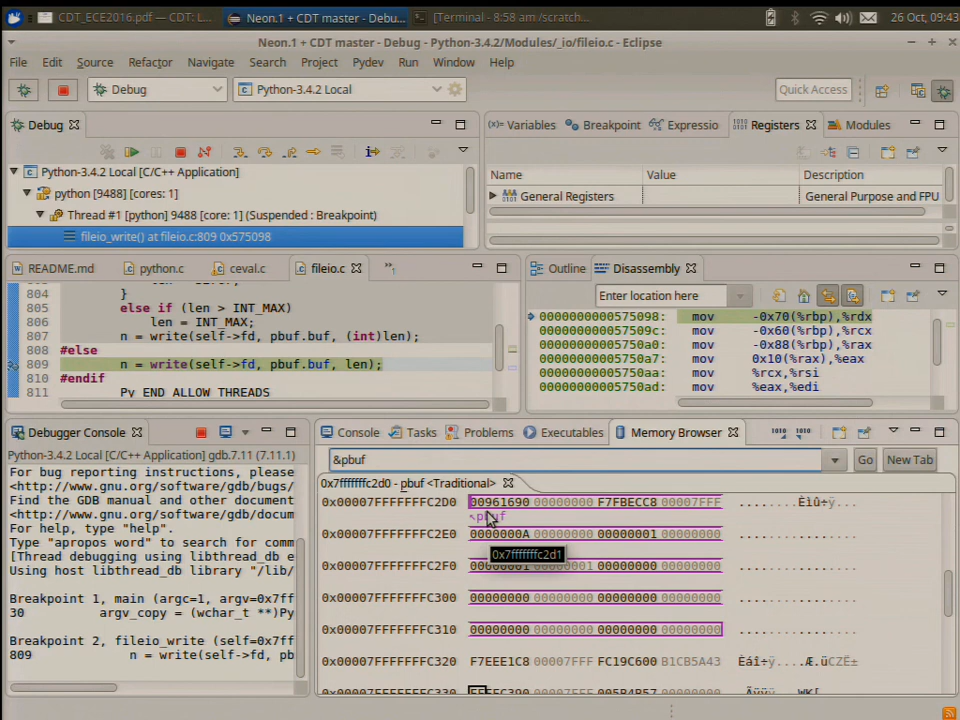 CDT_ECE2016.pdf — CDT: L...
Neon.1 + CDT master - Debu...
[Terminal - 8:58 am /scratch...
26 Oct, 09:43
Neon.1 + CDT master - Debug - Python-3.4.2/Modules/_io/fileio.c - Eclipse
File Edit Source Refactor Navigate Search Project Pydev Run Window Help
Debug
Python-3.4.2 Local
Quick Access
Debug
Python-3.4.2 Local [C/C++ Application]
python [9488] [cores: 1]
Thread #1 [python] 9488 [core: 1] (Suspended : Breakpoint)
fileio_write() at fileio.c:809 0x575098
(x)= Variables Breakpoint Expressio Registers Modules
Name Value Description
General Registers General Purpose and FPU
README.md python.c ceval.c fileio.c »1
804 }
805 else if (len > INT_MAX)
806 len = INT_MAX;
807 n = write(self->fd, pbuf.buf, (int)len);
808 #else
809 n = write(self->fd, pbuf.buf, len);
810 #endif
811 Py_END_ALLOW_THREADS
Outline Disassembly
Enter location here
0000000000575098: mov -0x70(%rbp),%rdx
000000000057509c: mov -0x60(%rbp),%rcx
00000000005750a0: mov -0x88(%rbp),%rax
00000000005750a7: mov 0x10(%rax),%eax
00000000005750aa: mov %rcx,%rsi
00000000005750ad: mov %eax,%edi
Debugger Console
Python-3.4.2 Local [C/C++ Application] gdb.7.11 (7.11.1)
For bug reporting instructions, please
<http://www.gnu.org/software/gdb/bugs/
Find the GDB manual and other document
<http://www.gnu.org/software/gdb/docum
For help, type "help".
Type "apropos word" to search for comm
[Thread debugging using libthread_db e
Using host libthread_db library "/lib/
Breakpoint 1, main (argc=1, argv=0x7ff
30 argv_copy = (wchar_t **)Py
Breakpoint 2, fileio_write (self=0x7ff
809 n = write(self->fd, pb
Console Tasks Problems Executables Memory Browser
&pbuf
Go New Tab
0x7fffffffc2d0 - pbuf <Traditional>
0x00007FFFFFFFC2D0 00961690 00000000 F7FBECC8 00007FFF ........Èìû÷ÿ...
pbuf
0x00007FFFFFFFC2E0 0000000A 00000000 00000001 00000000 ................
0x7fffffffc2d1
0x00007FFFFFFFC2F0 00000001 00000001 00000000 00000000 ................
0x00007FFFFFFFC300 00000000 00000000 00000000 00000000 ................
0x00007FFFFFFFC310 00000000 00000000 00000000 00000000 ................
0x00007FFFFFFFC320 F7EEE1C8 00007FFF FC19C600 B1CB5A43 Èáî÷ÿ....Æ.üCZË±